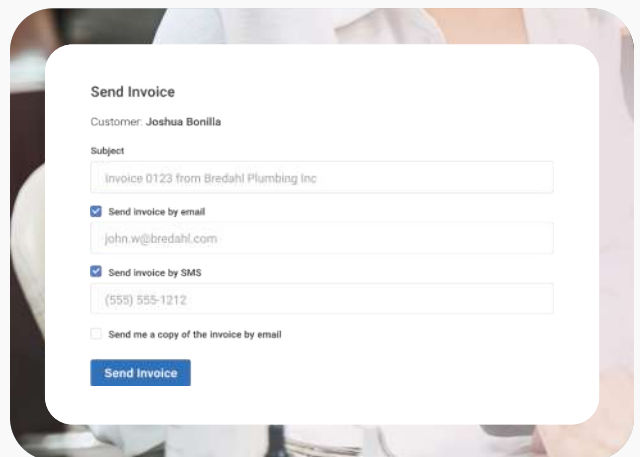 Send Invoice
Customer: Joshua Bonilla
Subject
Invoice 0123 from Bredahl Plumbing Inc
Send invoice by email
john.w@bredahl.com
Send invoice by SMS
(555) 555-1212
Send me a copy of the invoice by email
Send Invoice